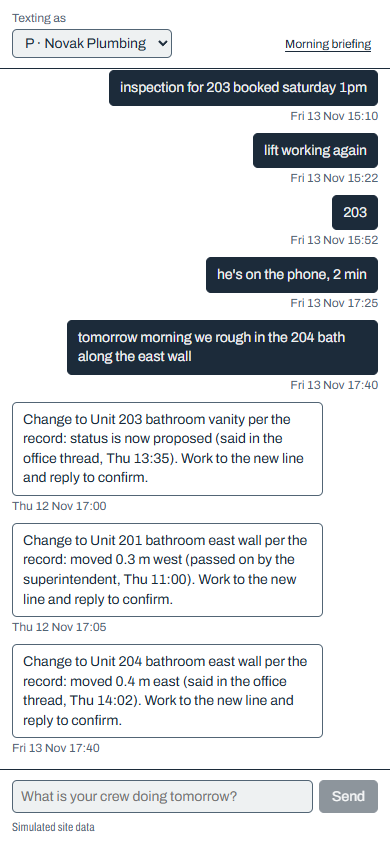 Texting as
P · Novak Plumbing
Morning briefing
inspection for 203 booked saturday 1pm
Fri 13 Nov 15:10
lift working again
Fri 13 Nov 15:22
203
Fri 13 Nov 15:52
he's on the phone, 2 min
Fri 13 Nov 17:25
tomorrow morning we rough in the 204 bath
along the east wall
Fri 13 Nov 17:40
Change to Unit 203 bathroom vanity per the
record: status is now proposed (said in the
office thread, Thu 13:35). Work to the new line
and reply to confirm.
Thu 12 Nov 17:00
Change to Unit 201 bathroom east wall per the
record: moved 0.3 m west (passed on by the
superintendent, Thu 11:00). Work to the new
line and reply to confirm.
Thu 12 Nov 17:05
Change to Unit 204 bathroom east wall per the
record: moved 0.4 m east (said in the office
thread, Thu 14:02). Work to the new line and
reply to confirm.
Fri 13 Nov 17:40
What is your crew doing tomorrow?
Send
Simulated site data